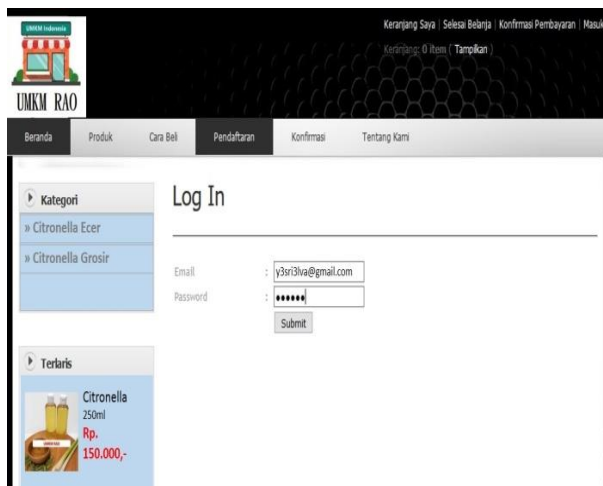 UMKM Indonesia
UMKM RAO
Keranjang Saya | Selesai Belanja | Konfirmasi Pembayaran | Masuk
Keranjang: 0 item ( Tampilkan )
Beranda Produk Cara Beli Pendaftaran Konfirmasi Tentang Kami
Kategori
» Citronella Ecer
» Citronella Grosir
Log In
Email : y3sri3lva@gmail.com
Password : ••••••
Submit
Terlaris
Citronella
250ml
Rp.
150.000,-